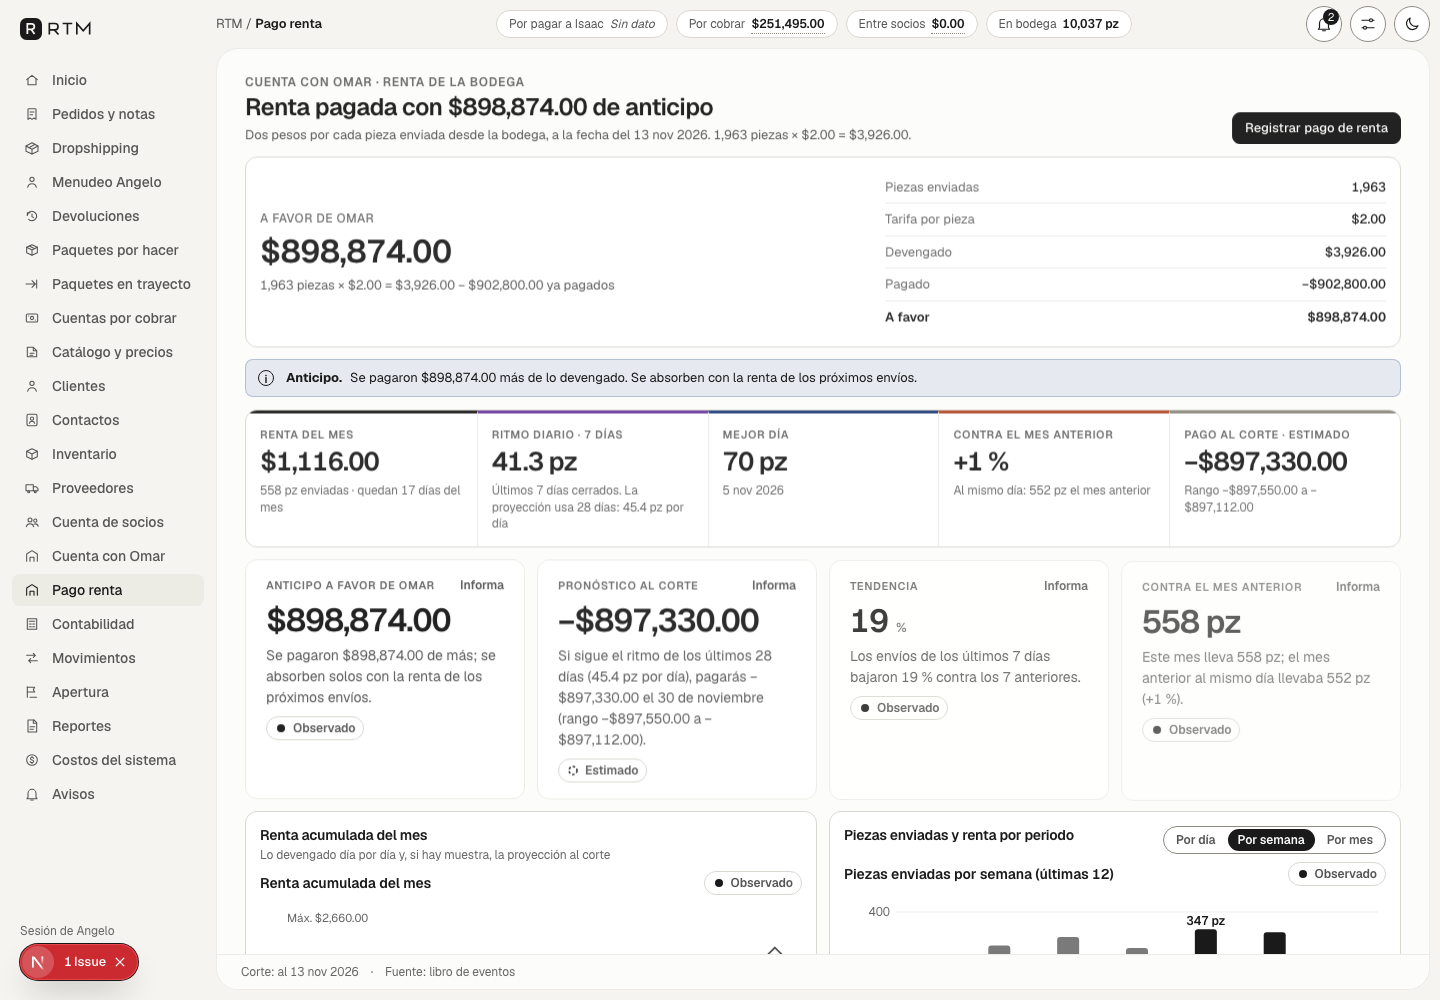 R RTM
RTM / Pago renta
Por pagar a Isaac Sin dato
Por cobrar $251,495.00
Entre socios $0.00
En bodega 10,037 pz
2
Inicio
Pedidos y notas
Dropshipping
Menudeo Angelo
Devoluciones
Paquetes por hacer
Paquetes en trayecto
Cuentas por cobrar
Catálogo y precios
Clientes
Contactos
Inventario
Proveedores
Cuenta de socios
Cuenta con Omar
Pago renta
Contabilidad
Movimientos
Apertura
Reportes
Costos del sistema
Avisos
Sesión de Angelo
N 1 Issue
CUENTA CON OMAR · RENTA DE LA BODEGA
Renta pagada con $898,874.00 de anticipo
Dos pesos por cada pieza enviada desde la bodega, a la fecha del 13 nov 2026. 1,963 piezas × $2.00 = $3,926.00.
Registrar pago de renta
A FAVOR DE OMAR
$898,874.00
1,963 piezas × $2.00 = $3,926.00 − $902,800.00 ya pagados
Piezas enviadas 1,963
Tarifa por pieza $2.00
Devengado $3,926.00
Pagado −$902,800.00
A favor $898,874.00
Anticipo. Se pagaron $898,874.00 más de lo devengado. Se absorben con la renta de los próximos envíos.
RENTA DEL MES
$1,116.00
558 pz enviadas · quedan 17 días del
mes
RITMO DIARIO · 7 DÍAS
41.3 pz
Últimos 7 días cerrados. La
proyección usa 28 días: 45.4 pz por
día
MEJOR DÍA
70 pz
5 nov 2026
CONTRA EL MES ANTERIOR
+1 %
Al mismo día: 552 pz el mes anterior
PAGO AL CORTE · ESTIMADO
−$897,330.00
Rango −$897,550.00 a −
$897,112.00
ANTICIPO A FAVOR DE OMAR Informa
$898,874.00
Se pagaron $898,874.00 de más; se
absorben solos con la renta de los
próximos envíos.
Observado
PRONÓSTICO AL CORTE Informa
−$897,330.00
Si sigue el ritmo de los últimos 28
días (45.4 pz por día), pagarás −
$897,330.00 el 30 de noviembre
(rango −$897,550.00 a −
$897,112.00).
Estimado
TENDENCIA Informa
19 %
Los envíos de los últimos 7 días
bajaron 19 % contra los 7 anteriores.
Observado
CONTRA EL MES ANTERIOR Informa
558 pz
Este mes lleva 558 pz; el mes
anterior al mismo día llevaba 552 pz
(+1 %).
Observado
Renta acumulada del mes
Lo devengado día por día y, si hay muestra, la proyección al corte
Renta acumulada del mes Observado
Máx. $2,660.00
Piezas enviadas y renta por periodo
Por día Por semana Por mes
Piezas enviadas por semana (últimas 12) Observado
400
347 pz
Corte: al 13 nov 2026 · Fuente: libro de eventos